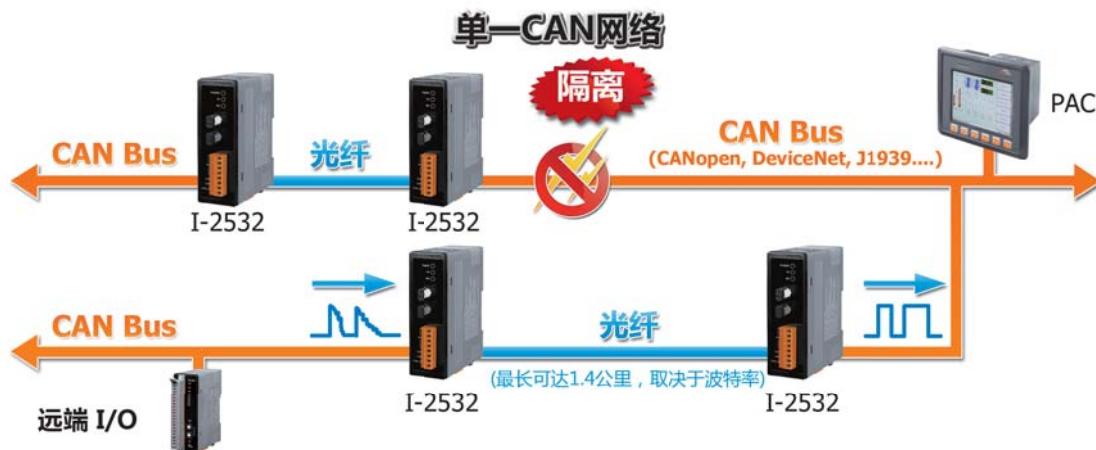 单一CAN网络
隔离
PAC
CAN Bus
光纤
CAN Bus
(CANopen, DeviceNet, J1939....)
I-2532
I-2532
CAN Bus
光纤
(最长可达1.4公里，取决于波特率)
I-2532
I-2532
远端 I/O